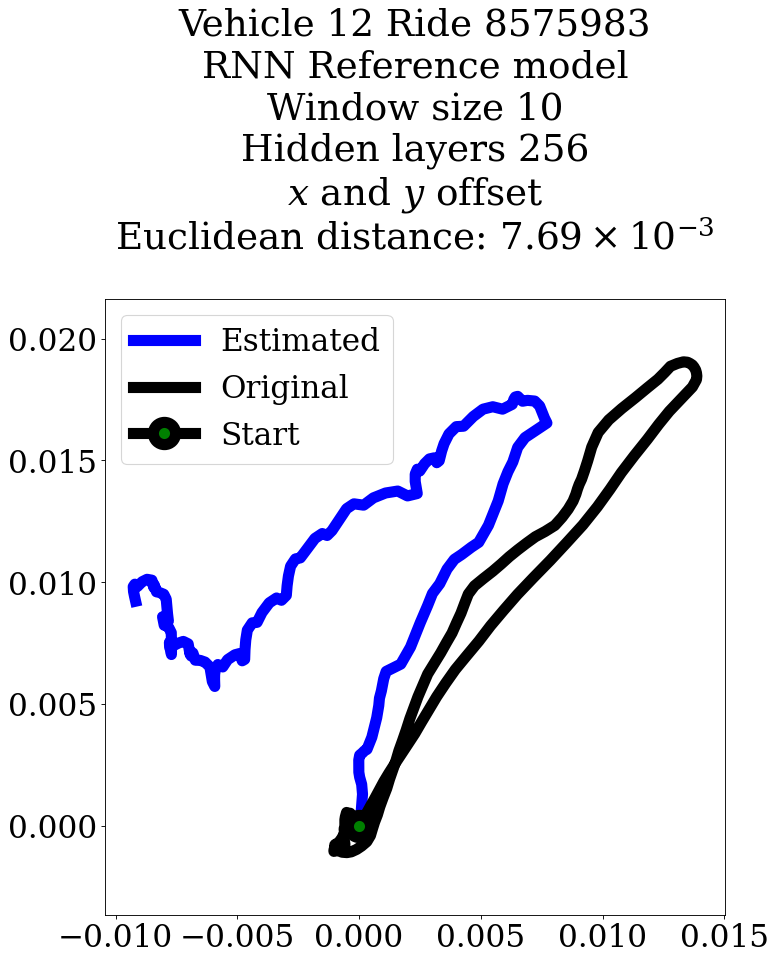 Vehicle 12 Ride 8575983
RNN Reference model
Window size 10
Hidden layers 256
x and y offset
Euclidean distance: 7.69 × 10⁻³
Estimated
Original
Start
0.020
0.015
0.010
0.005
0.000
−0.010 −0.005 0.000 0.005 0.010 0.015